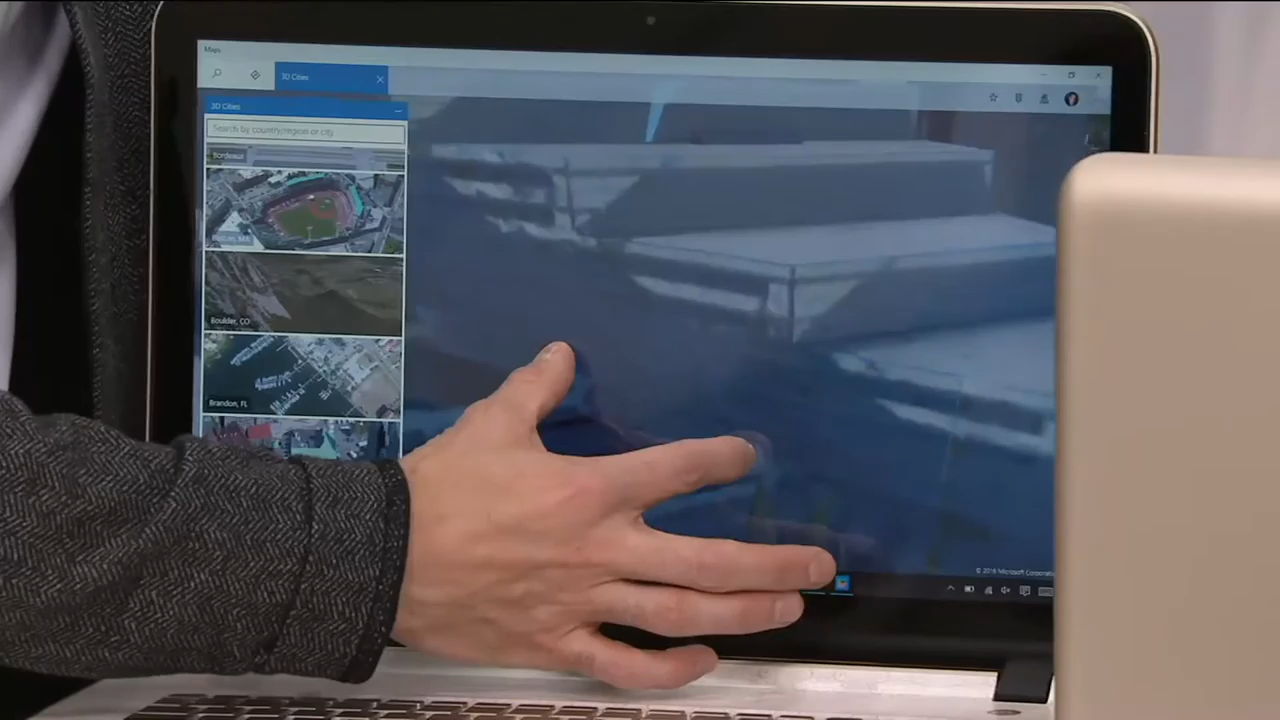 Maps
3D Cities
3D Cities
Search by country/region or city
Bordeaux
Boston, MA
Boulder, CO
Brandon, FL
© 2016 Microsoft Corporati